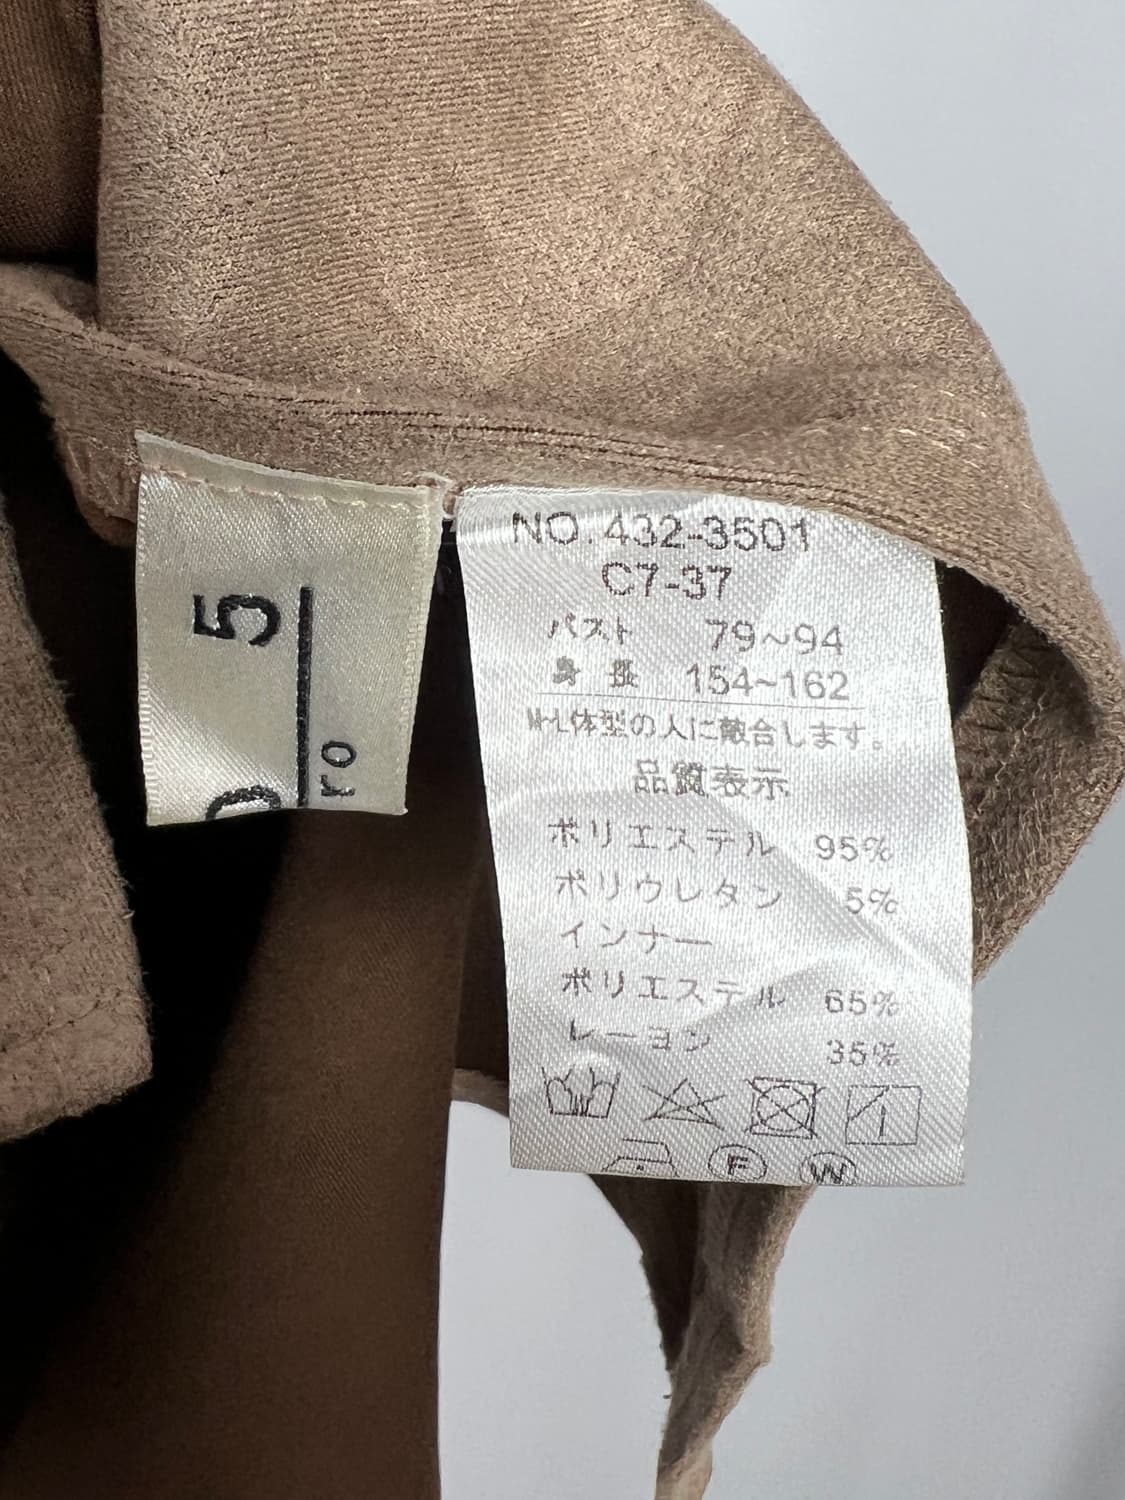 5
ro
NO.432-3501
C7-37
バスト 79~94
身長 154~162
M~L体型の人に敵合します。
品質表示
ポリエステル 95%
ポリウレタン 5%
インナー
ポリエステル 65%
レーヨン 35%
F W